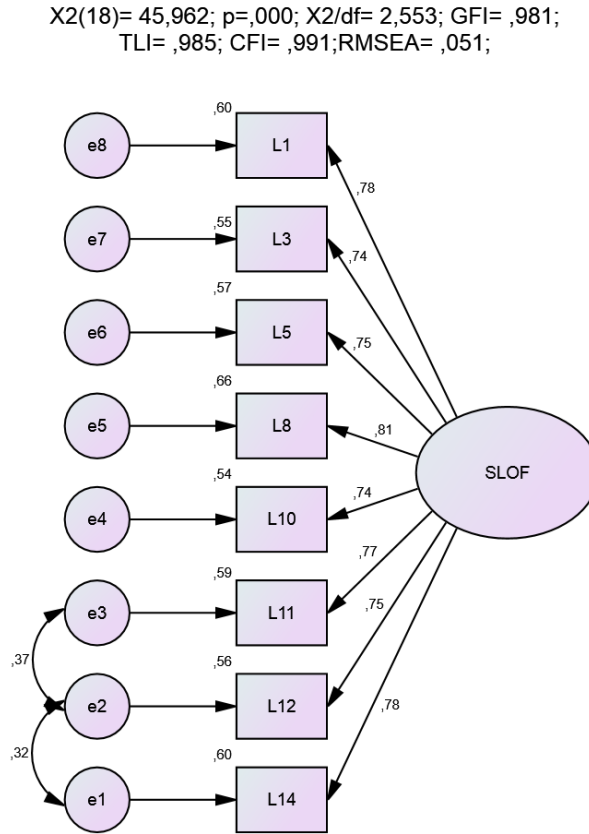 X2(18)= 45,962; p=,000; X2/df= 2,553; GFI= ,981;
TLI= ,985; CFI= ,991;RMSEA= ,051;
,60
e8
L1
,78
,55
e7
L3
,74
,57
e6
L5
,75
,66
e5
L8
,81
SLOF
,54
e4
L10
,74
,59
e3
L11
,77
,37
,56
e2
L12
,75
,32
,60
e1
L14
,78